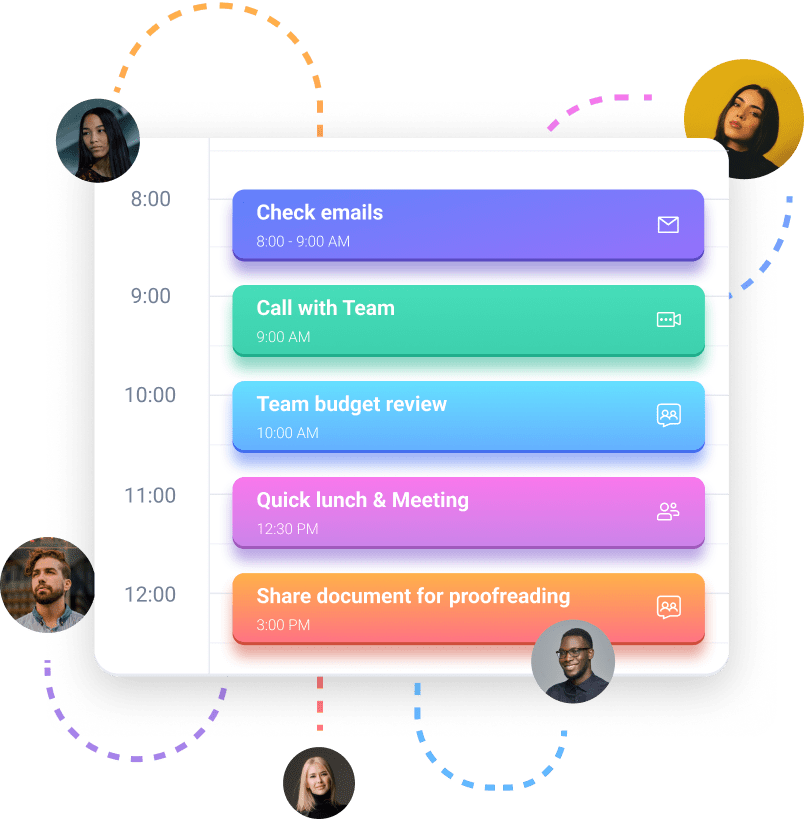 8:00
Check emails
8:00 - 9:00 AM
9:00
Call with Team
9:00 AM
10:00
Team budget review
10:00 AM
11:00
Quick lunch & Meeting
12:30 PM
12:00
Share document for proofreading
3:00 PM